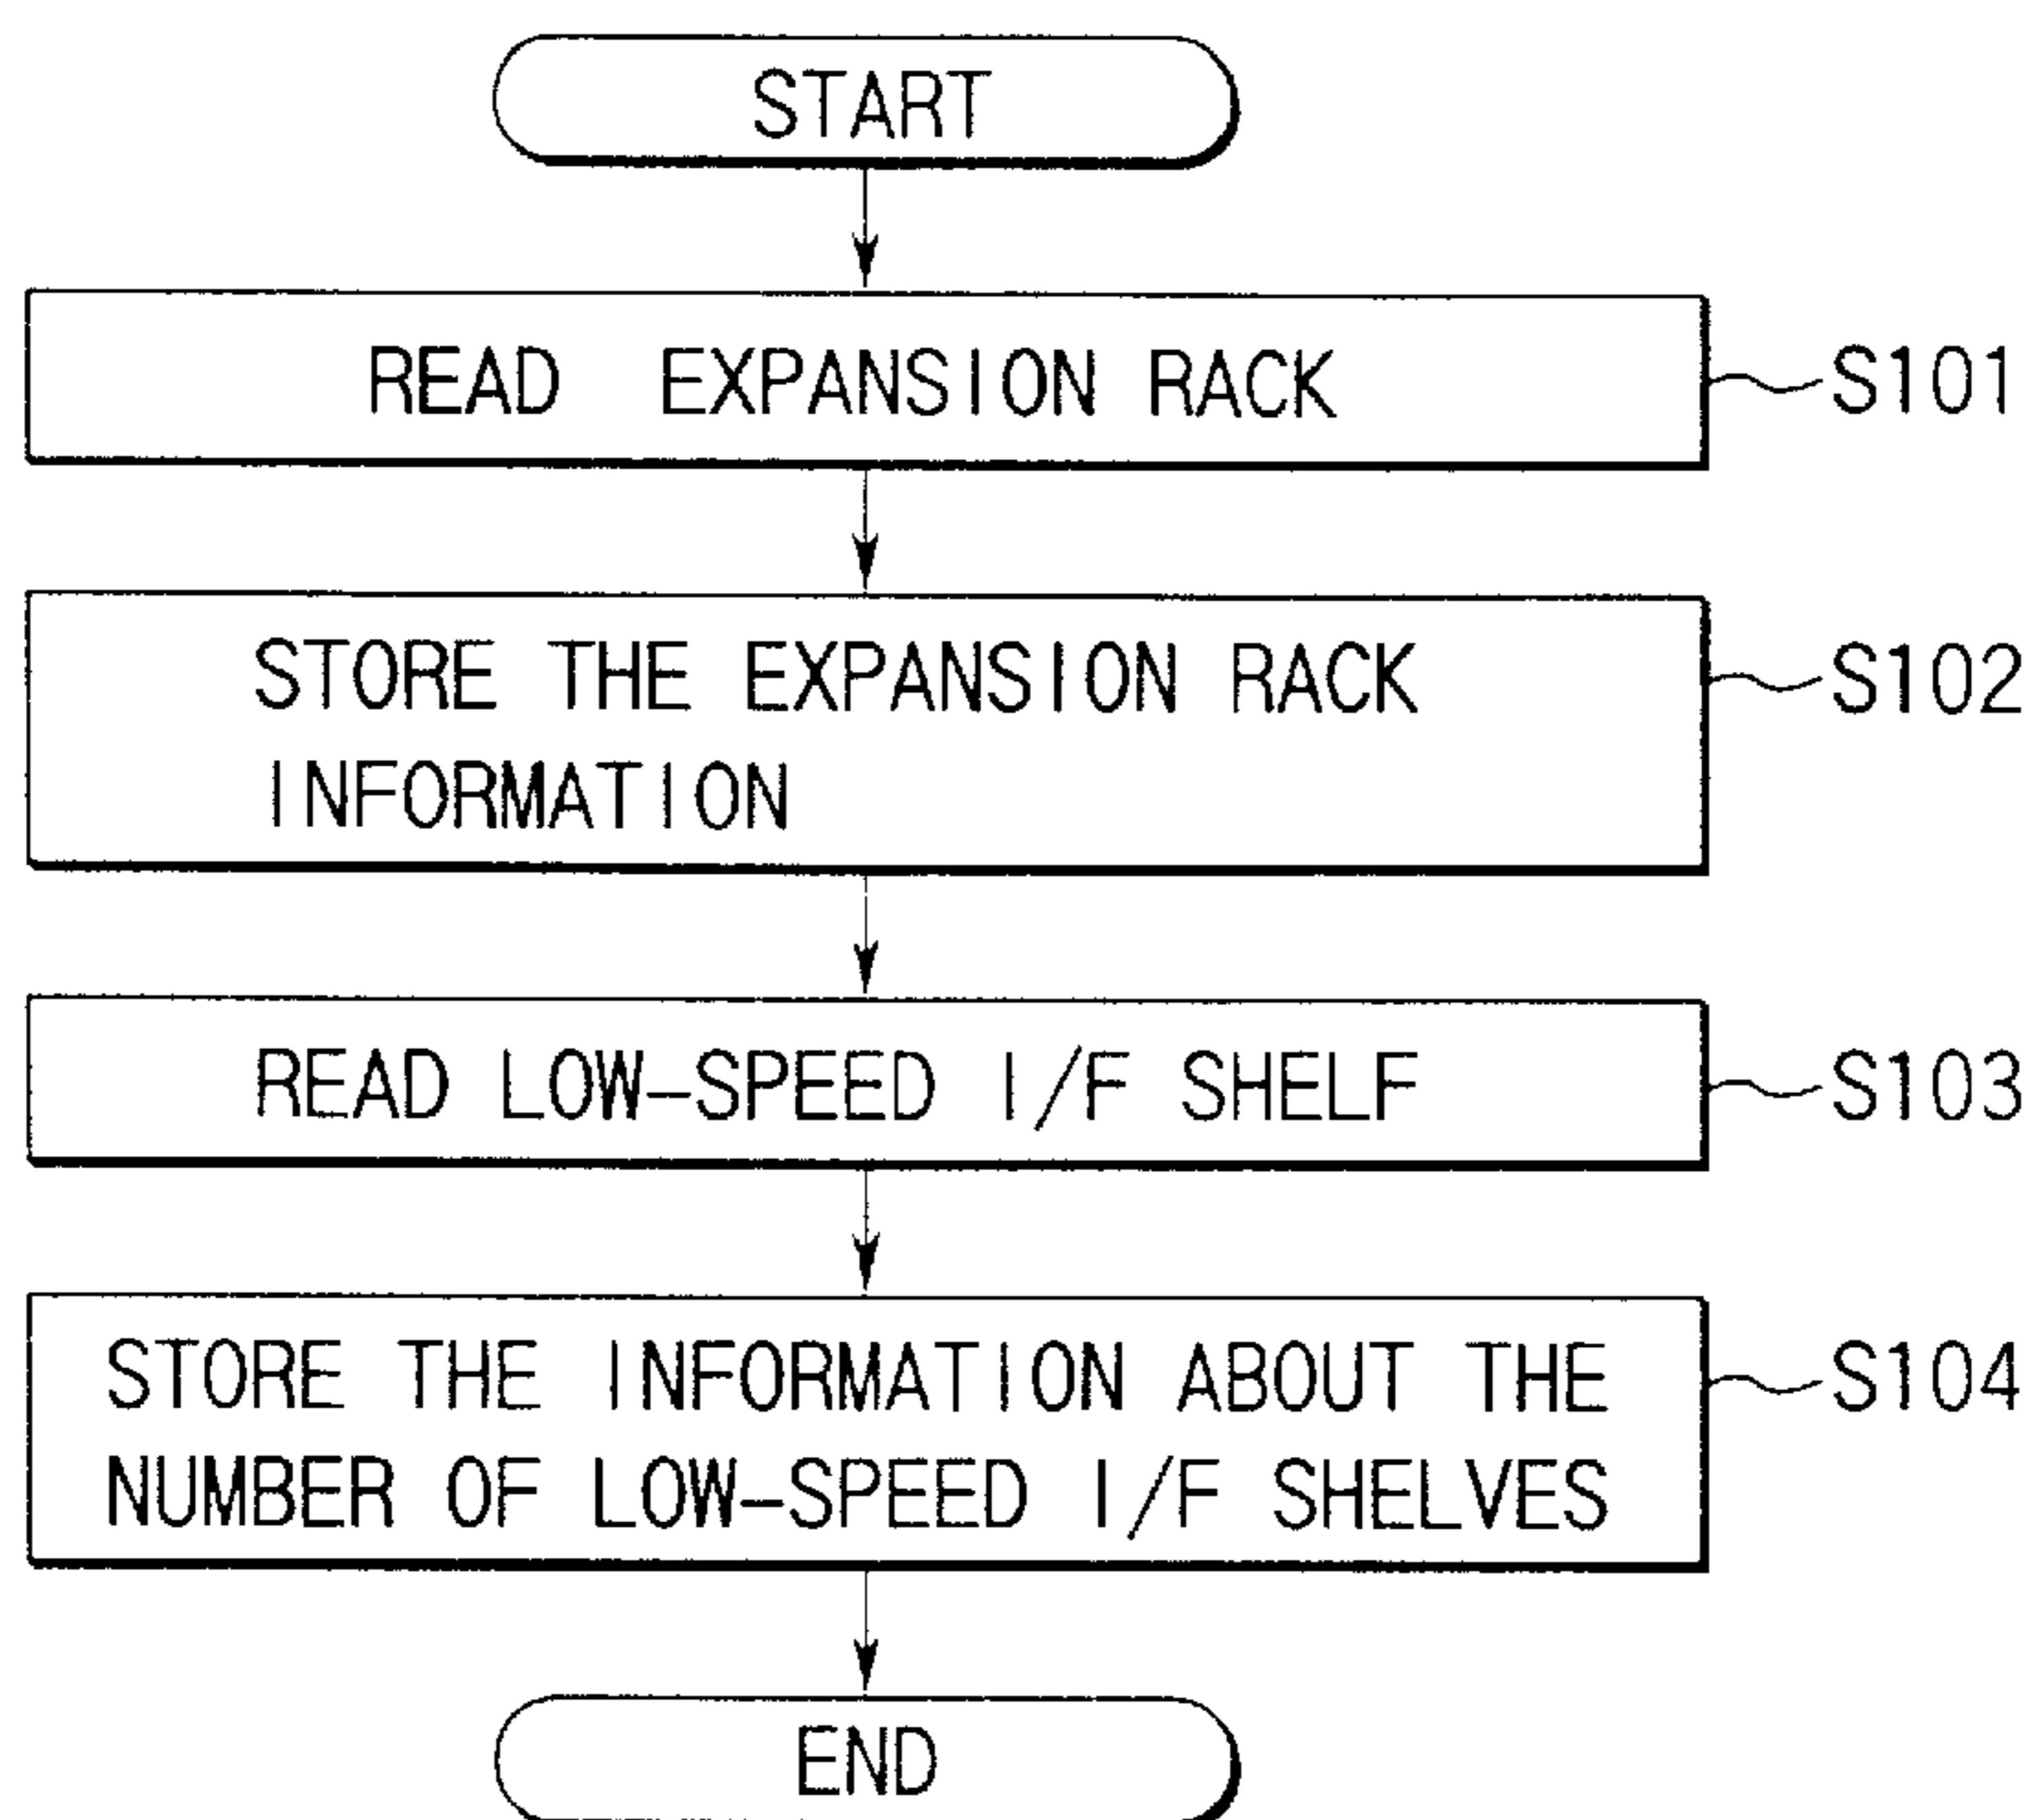 START
READ EXPANSION RACK
S101
STORE THE EXPANSION RACK
INFORMATION
S102
READ LOW-SPEED I/F SHELF
S103
STORE THE INFORMATION ABOUT THE
NUMBER OF LOW-SPEED I/F SHELVES
S104
END